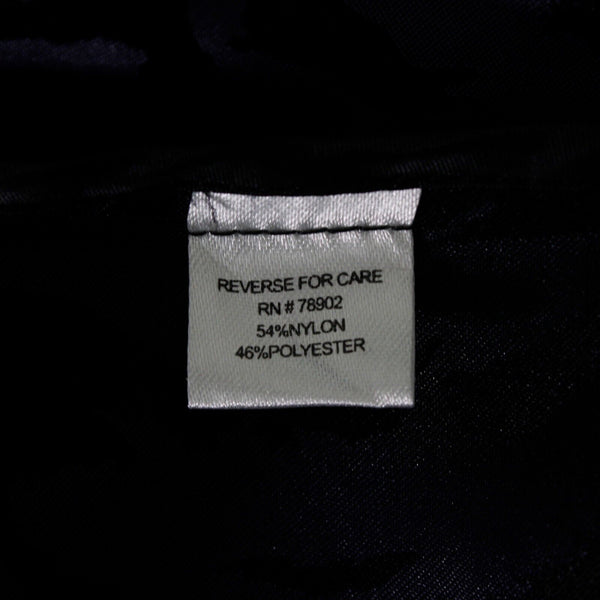 REVERSE FOR CARE
RN # 78902
54%NYLON
46%POLYESTER